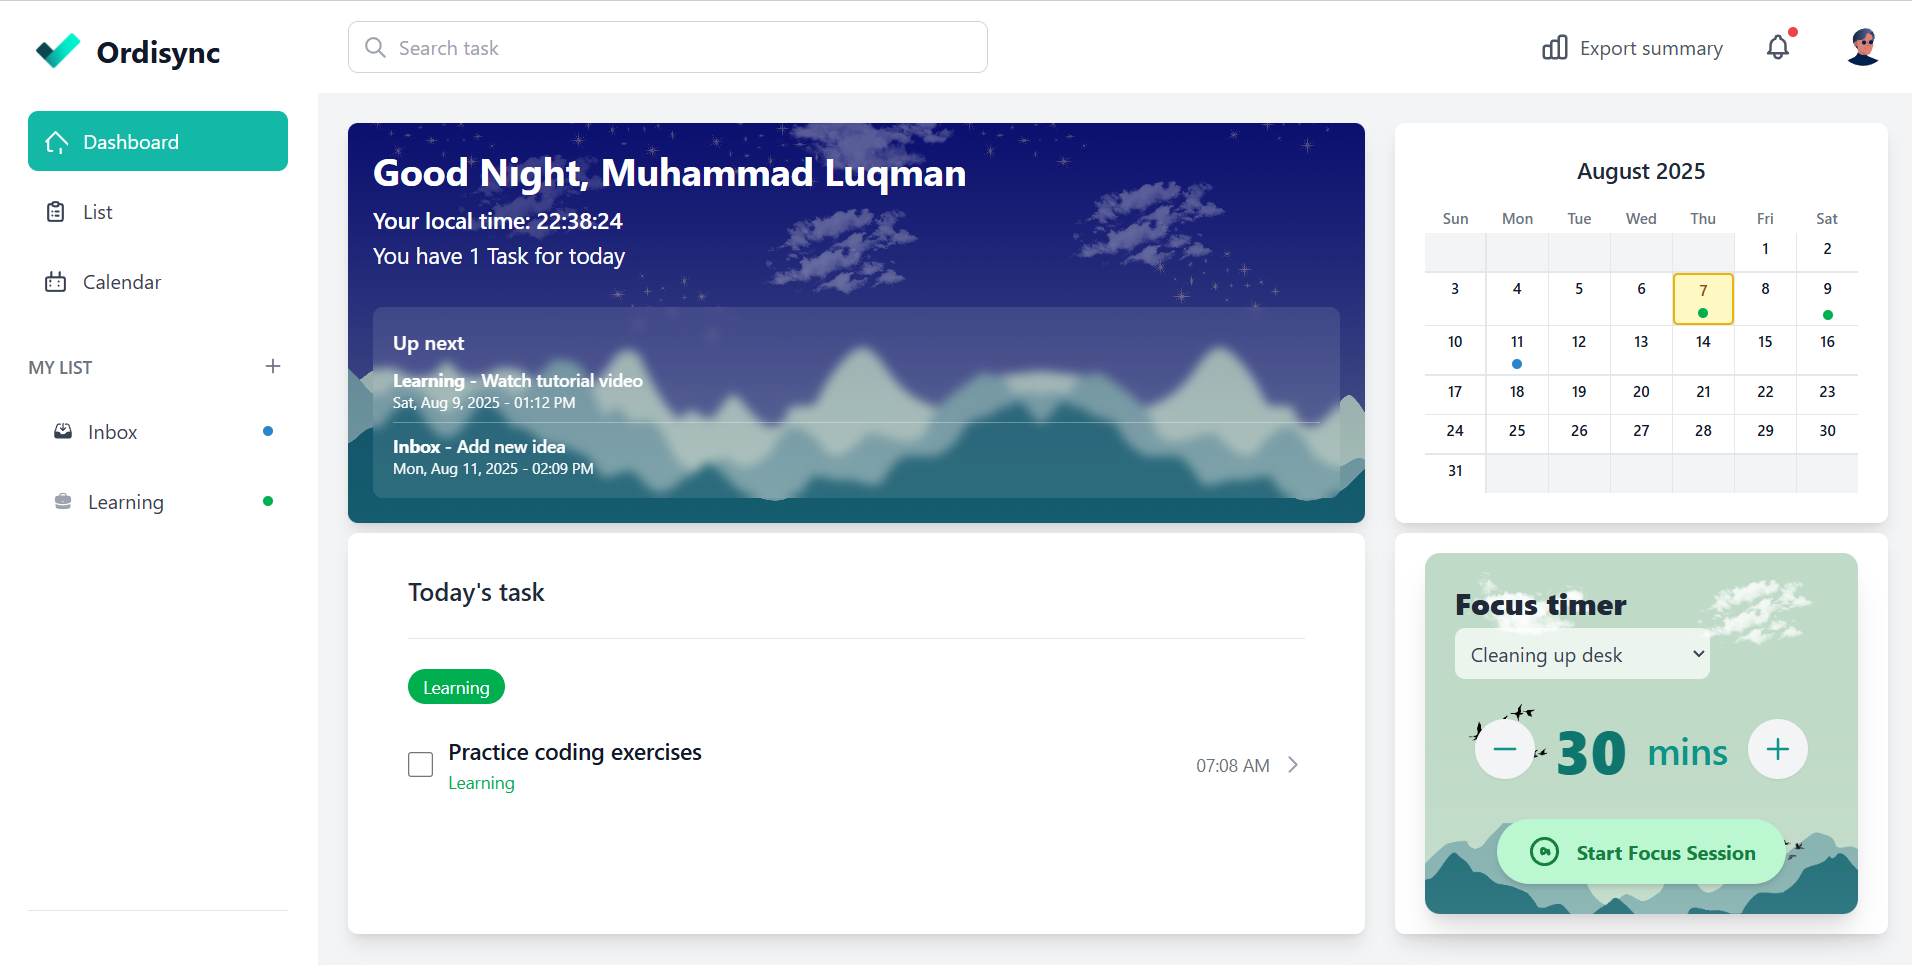 Ordisync
Search task
Export summary
Dashboard
List
Calendar
MY LIST
Inbox
Learning
Good Night, Muhammad Luqman
Your local time: 22:38:24
You have 1 Task for today
Up next
Learning - Watch tutorial video
Sat, Aug 9, 2025 - 01:12 PM
Inbox - Add new idea
Mon, Aug 11, 2025 - 02:09 PM
August 2025
Sun Mon Tue Wed Thu Fri Sat
1 2
3 4 5 6 7 8 9
10 11 12 13 14 15 16
17 18 19 20 21 22 23
24 25 26 27 28 29 30
31
Today's task
Learning
Practice coding exercises
Learning
07:08 AM
Focus timer
Cleaning up desk
30 mins
Start Focus Session